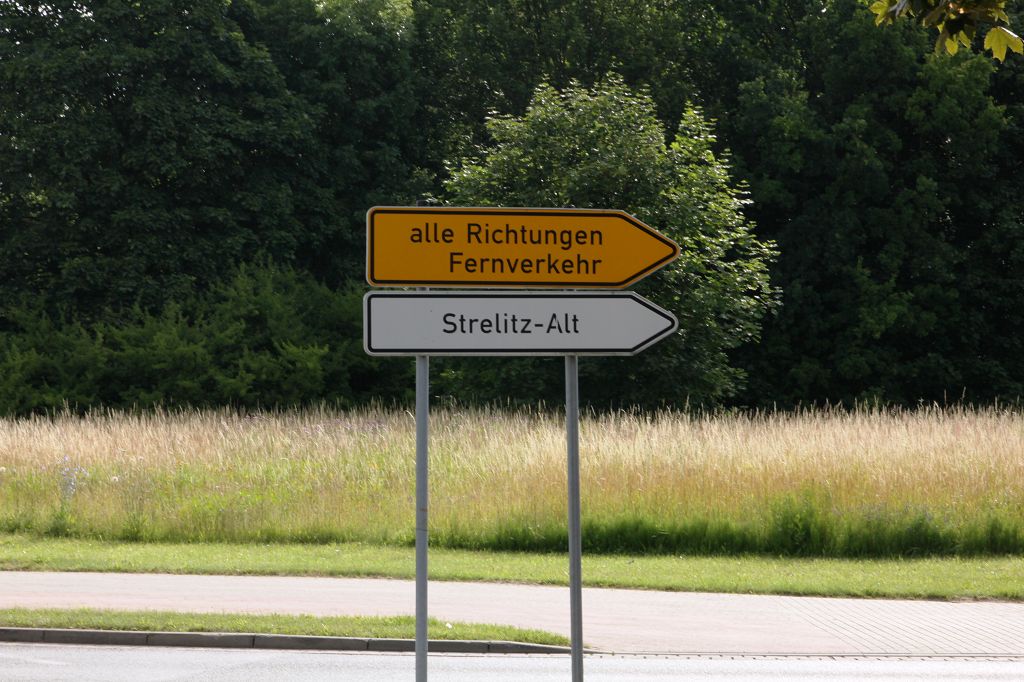 alle Richtungen
Fernverkehr
Strelitz-Alt